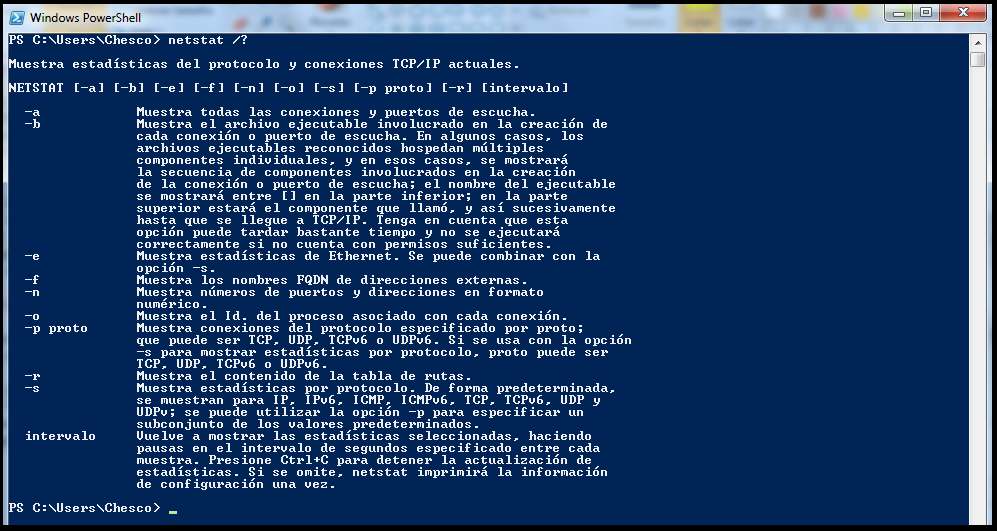 Windows PowerShell
PS C:\Users\Chesco> netstat /?
Muestra estadísticas del protocolo y conexiones TCP/IP actuales.
NETSTAT [-a] [-b] [-e] [-f] [-n] [-o] [-s] [-p proto] [-r] [intervalo]
-a Muestra todas las conexiones y puertos de escucha.
-b Muestra el archivo ejecutable involucrado en la creación de
cada conexión o puerto de escucha. En algunos casos, los
archivos ejecutables reconocidos hospedan múltiples
componentes individuales, y en esos casos, se mostrará
la secuencia de componentes involucrados en la creación
de la conexión o puerto de escucha; el nombre del ejecutable
se mostrará entre [] en la parte inferior; en la parte
superior estará el componente que llamó, y así sucesivamente
hasta que se llegue a TCP/IP. Tenga en cuenta que esta
opción puede tardar bastante tiempo y no se ejecutará
correctamente si no cuenta con permisos suficientes.
-e Muestra estadísticas de Ethernet. Se puede combinar con la
opción -s.
-f Muestra los nombres FQDN de direcciones externas.
-n Muestra números de puertos y direcciones en formato
numérico.
-o Muestra el Id. del proceso asociado con cada conexión.
-p proto Muestra conexiones del protocolo especificado por proto;
que puede ser TCP, UDP, TCPv6 o UDPv6. Si se usa con la opción
-s para mostrar estadísticas por protocolo, proto puede ser
TCP, UDP, TCPv6 o UDPv6.
-r Muestra el contenido de la tabla de rutas.
-s Muestra estadísticas por protocolo. De forma predeterminada,
se muestran para IP, IPv6, ICMP, ICMPv6, TCP, TCPv6, UDP y
UDPv; se puede utilizar la opción -p para especificar un
subconjunto de los valores predeterminados.
intervalo Vuelve a mostrar las estadísticas seleccionadas, haciendo
pausas en el intervalo de segundos especificado entre cada
muestra. Presione Ctrl+C para detener la actualización de
estadísticas. Si se omite, netstat imprimirá la información
de configuración una vez.
PS C:\Users\Chesco> _